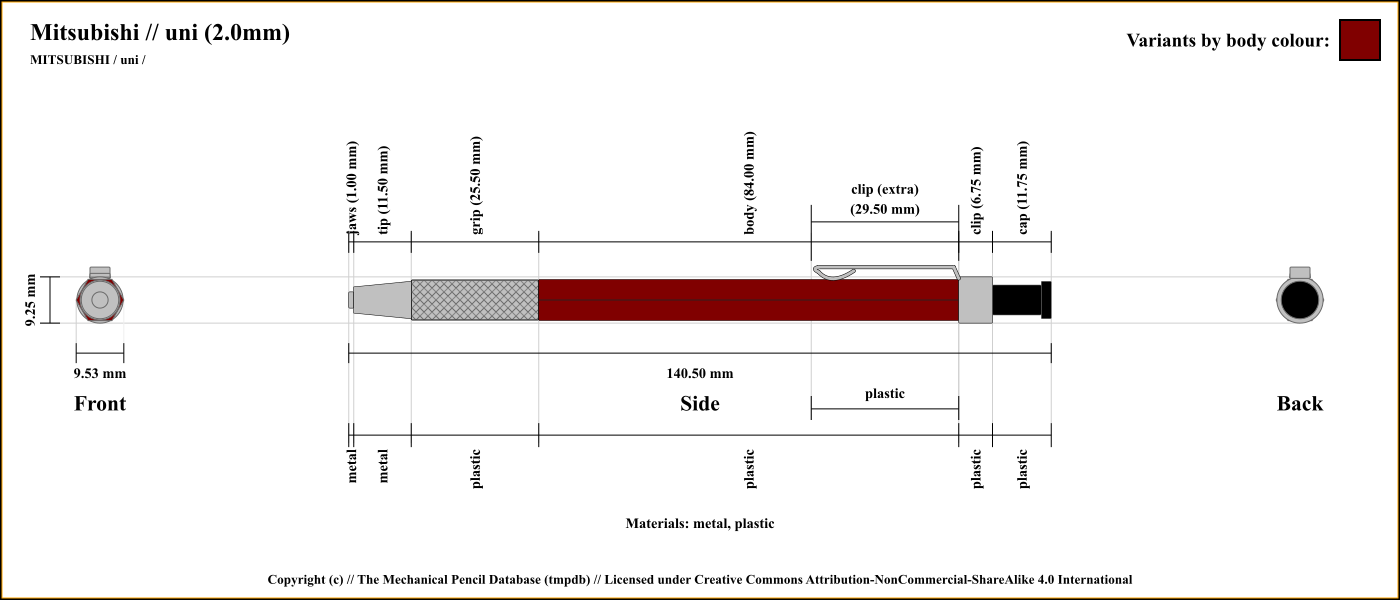 Mitsubishi // uni (2.0mm)
MITSUBISHI / uni /
Variants by body colour:
jaws (1.00 mm)
tip (11.50 mm)
grip (25.50 mm)
body (84.00 mm)
clip (extra)
(29.50 mm)
clip (6.75 mm)
cap (11.75 mm)
9.25 mm
9.53 mm
140.50 mm
Front
Side
Back
plastic
metal
metal
plastic
plastic
plastic
plastic
Materials: metal, plastic
Copyright (c) // The Mechanical Pencil Database (tmpdb) // Licensed under Creative Commons Attribution-NonCommercial-ShareAlike 4.0 International